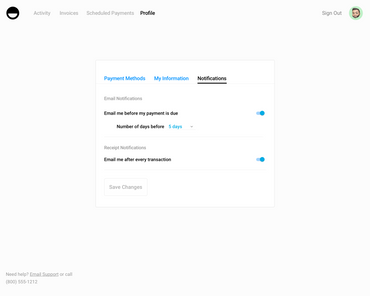 Activity Invoices Scheduled Payments Profile Sign Out
Payment Methods My Information Notifications
Email Notifications
Email me before my payment is due
Number of days before 5 days
Receipt Notifications
Email me after every transaction
Save Changes
Need help? Email Support or call
(800) 555-1212